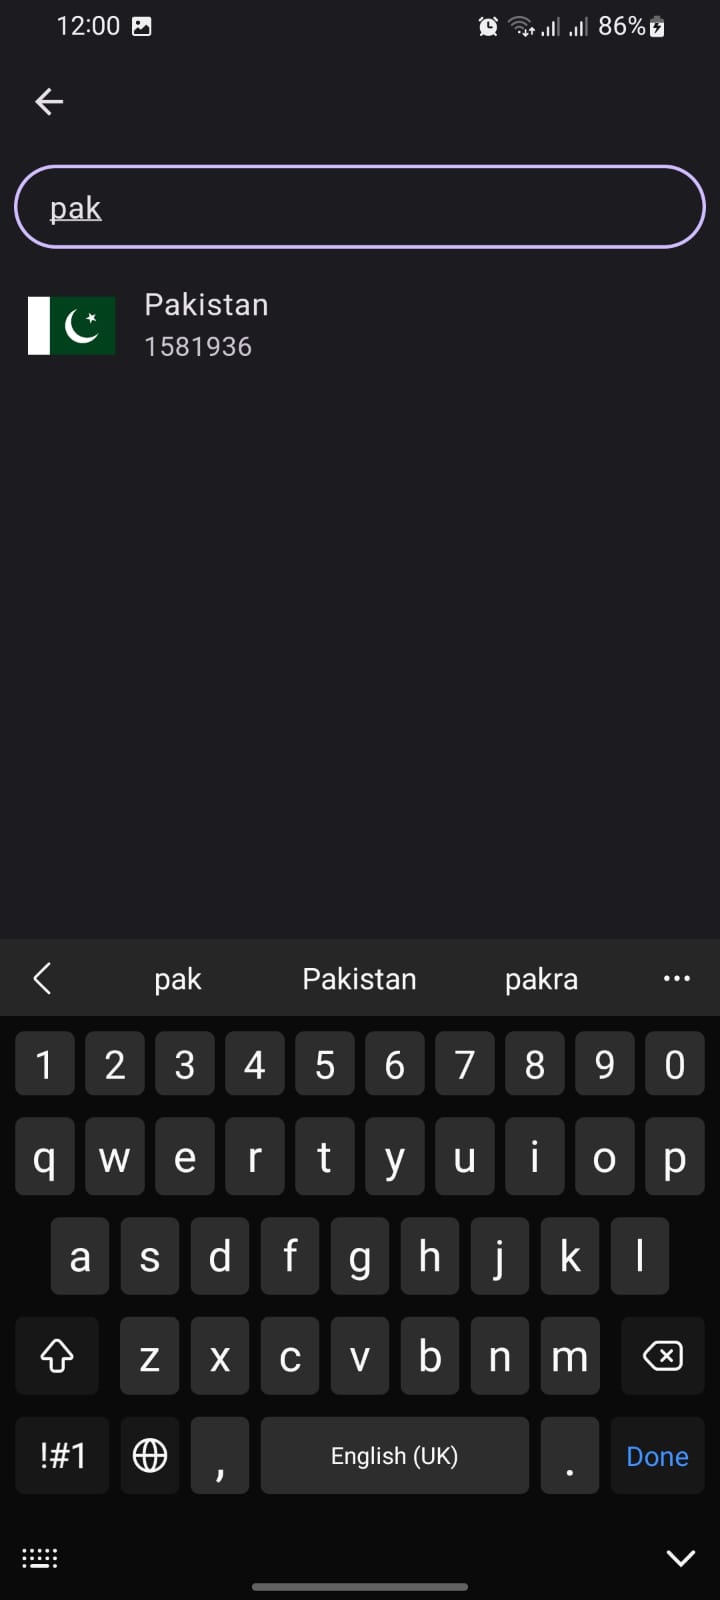 12:00 86%
pak
Pakistan
1581936
pak Pakistan pakra
1 2 3 4 5 6 7 8 9 0
q w e r t y u i o p
a s d f g h j k l
z x c v b n m
!#1 , English (UK) . Done